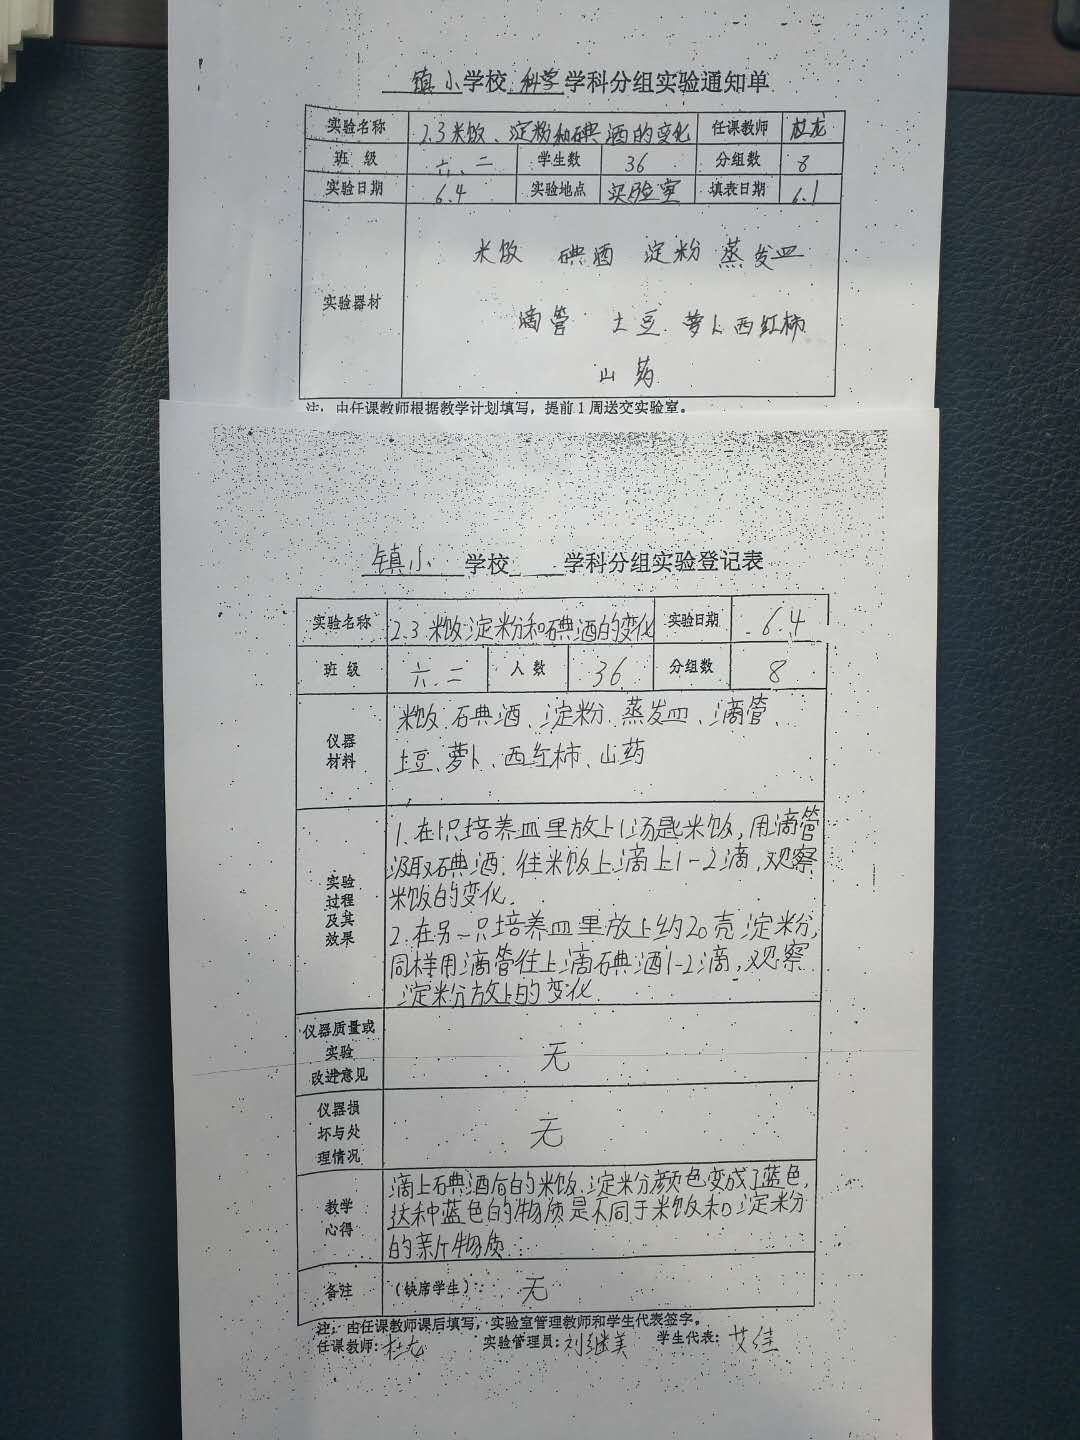 镇小学校 科学 学科分组实验通知单
实验名称 2.3米饭、淀粉和碘酒的变化 任课教师 杜龙
班 级 六.二 学生数 36 分组数 8
实验日期 6.4 实验地点 实验室 填表日期 6.1
实验器材
米饭 碘酒 淀粉 蒸发皿
滴管 土豆 萝卜 西红柿
山药
注：由任课教师根据教学计划填写，提前1周送交实验室。
镇小 学校 学科分组实验登记表
实验名称 2.3 米饭淀粉和碘酒的变化 实验日期 6.4
班 级 六.二 人 数 36 分组数 8
仪器
材料
米饭 碘酒、淀粉、蒸发皿、滴管、
土豆、萝卜、西红柿、山药
实验
过程
及其
效果
1.在1只培养皿里放上1汤匙米饭，用滴管
汲取碘酒.往米饭上滴上1-2滴，观察
米饭的变化.
2.在另一只培养皿里放上约20克淀粉，
同样用滴管往上滴碘酒1-2滴，观察
淀粉放上的变化.
仪器质量或
实验
改进意见
无
仪器损
坏与处
理情况
无
教学
心得
滴上碘酒后的米饭、淀粉颜色变成了蓝色，
这种蓝色的物质是不同于米饭和淀粉
的新物质.
备注 （缺席学生） 无
注：由任课教师课后填写，实验室管理教师和学生代表签字。
任课教师：杜龙 实验管理员：刘继美 学生代表：艾佳